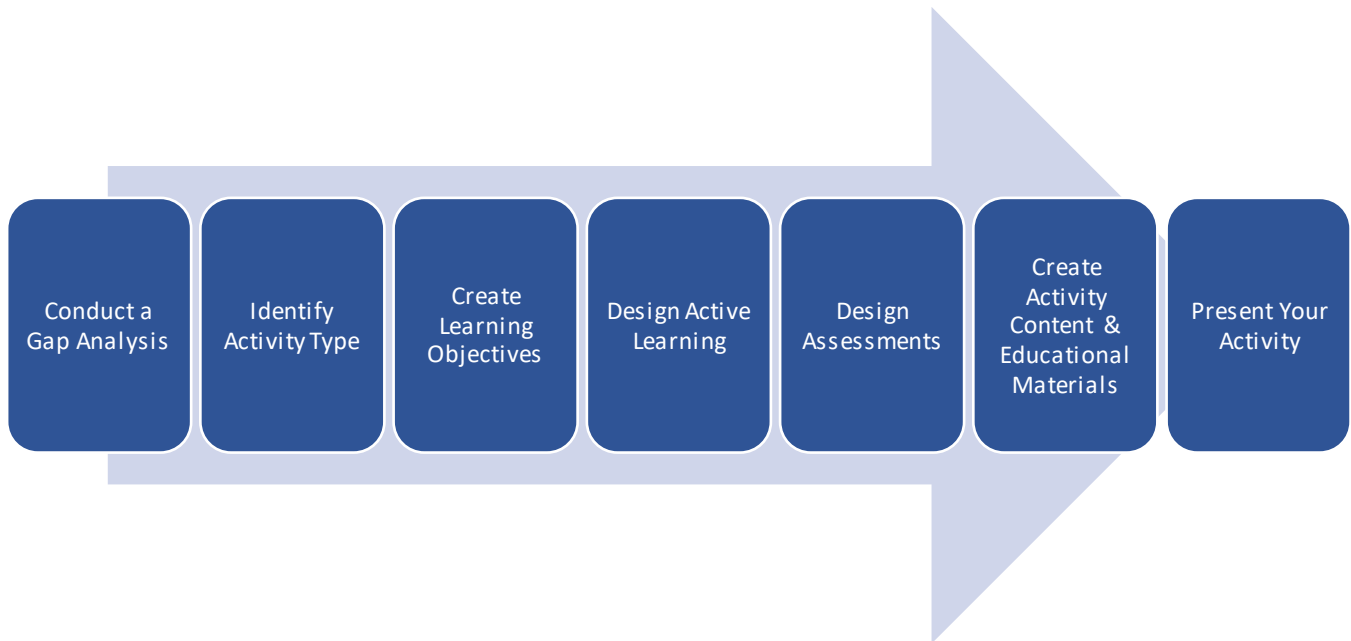 Conduct a
Gap Analysis
Identify
Activity Type
Create
Learning
Objectives
Design Active
Learning
Design
Assessments
Create
Activity
Content &
Educational
Materials
Present Your
Activity